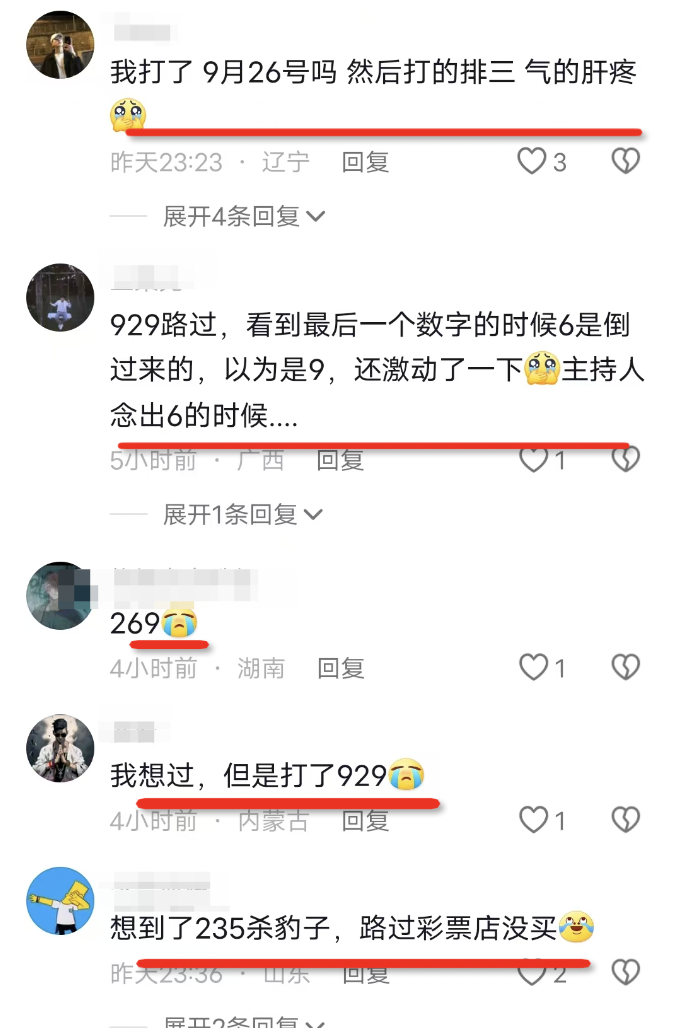 我打了 9月26号吗 然后打的排三 气的肝疼
🥹
昨天23:23 · 辽宁 回复 3
展开4条回复
929路过，看到最后一个数字的时候6是倒
过来的，以为是9，还激动了一下🥹主持人
念出6的时候....
5小时前 · 广西 回复 1
展开1条回复
269😭
4小时前 · 湖南 回复 1
我想过，但是打了929😭
4小时前 · 内蒙古 回复 1
想到了235杀豹子，路过彩票店没买😂
昨天23:36 · 山东 回复 2
展开2条回复